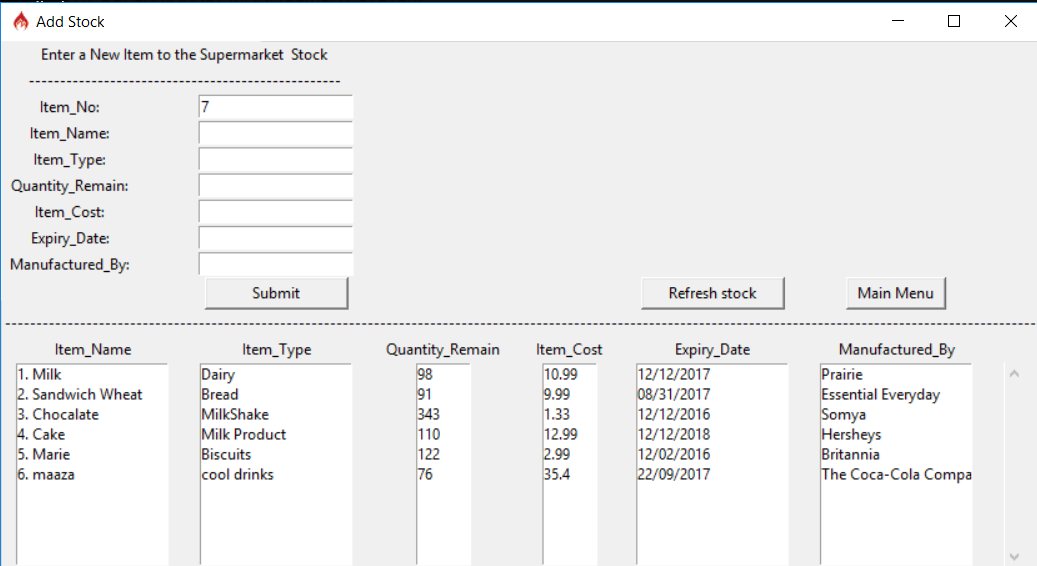 Add Stock
Enter a New Item to the Supermarket  Stock
----------------------------------------------------
Item_No: 7
Item_Name:
Item_Type:
Quantity_Remain:
Item_Cost:
Expiry_Date:
Manufactured_By:
Submit Refresh stock Main Menu
Item_Name Item_Type Quantity_Remain Item_Cost Expiry_Date Manufactured_By
1. Milk Dairy 98 10.99 12/12/2017 Prairie
2. Sandwich Wheat Bread 91 9.99 08/31/2017 Essential Everyday
3. Chocalate MilkShake 343 1.33 12/12/2016 Somya
4. Cake Milk Product 110 12.99 12/12/2018 Hersheys
5. Marie Biscuits 122 2.99 12/02/2016 Britannia
6. maaza cool drinks 76 35.4 22/09/2017 The Coca-Cola Compa